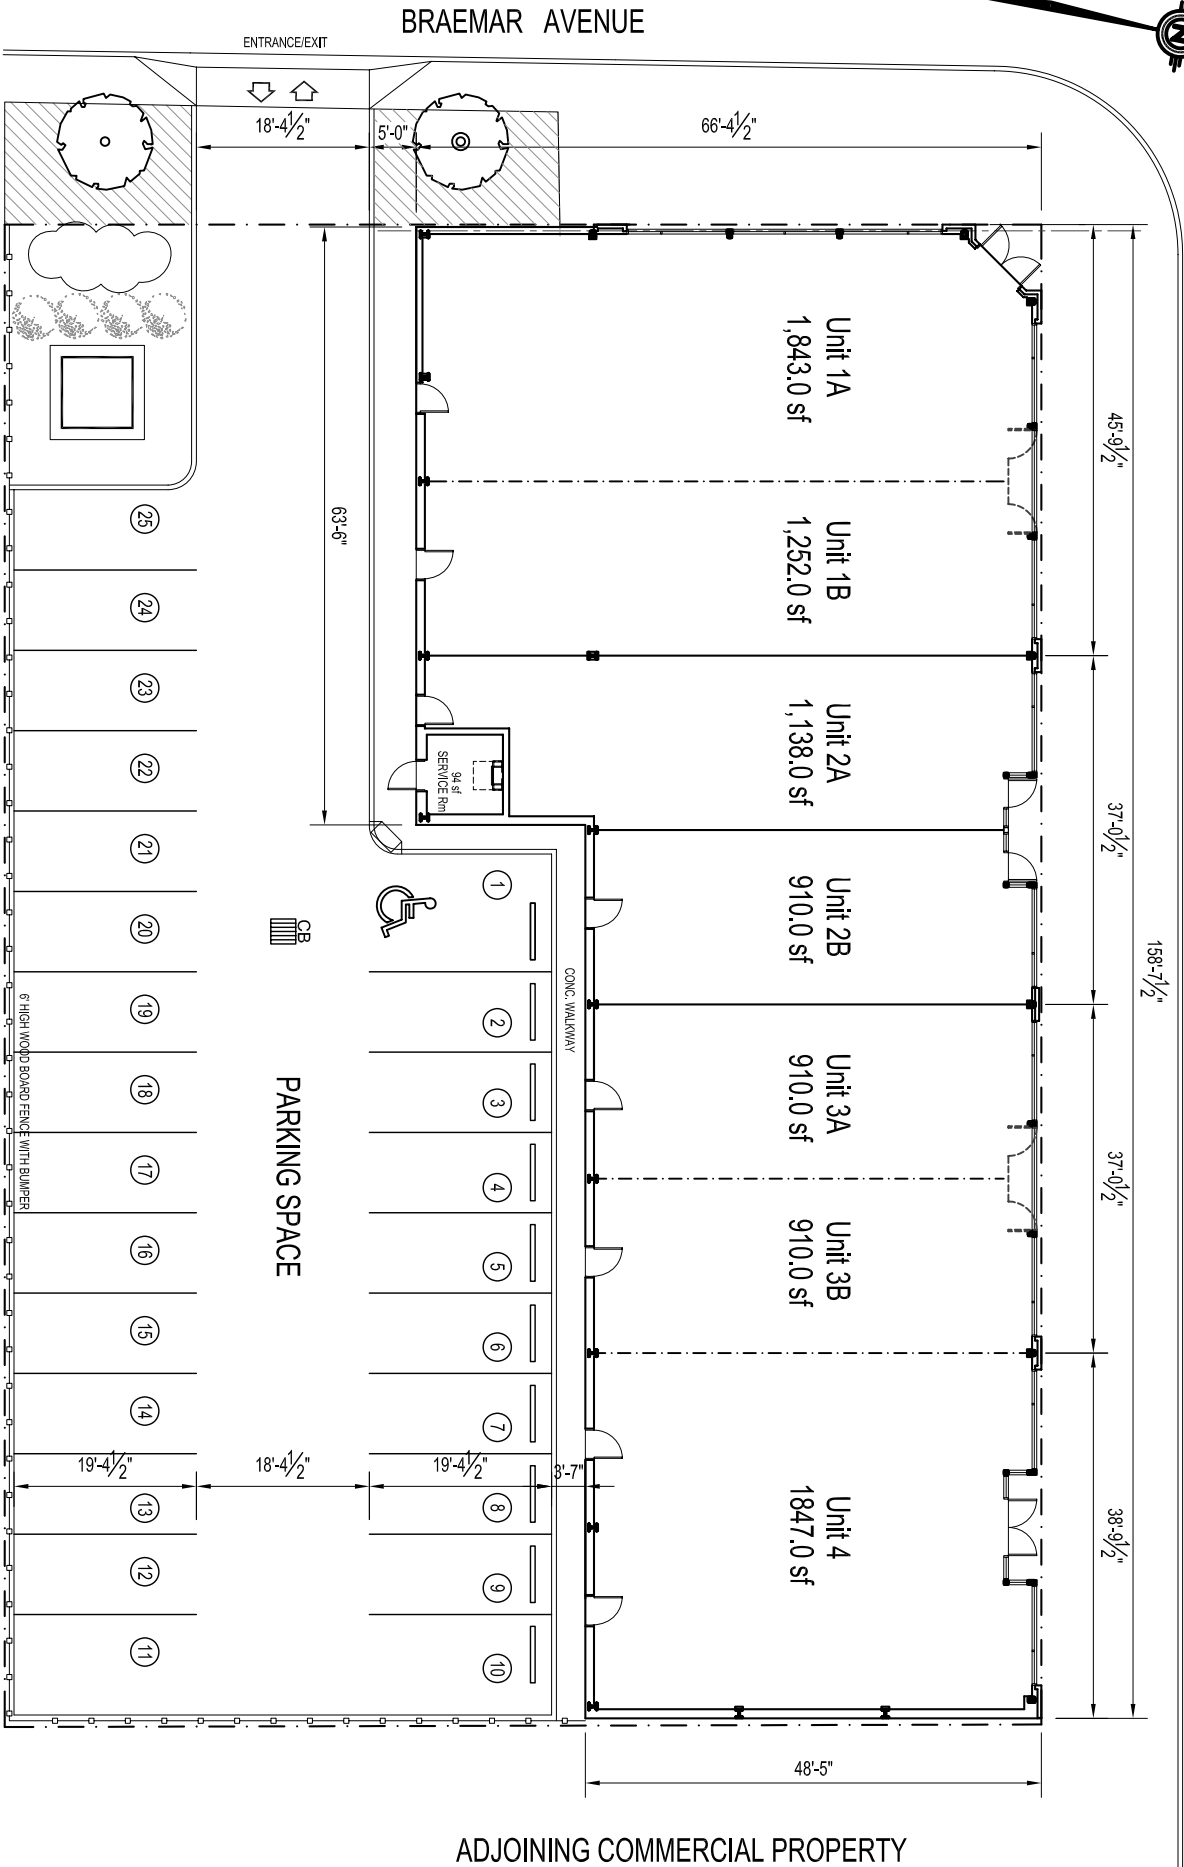 BRAEMAR AVENUE
N
ENTRANCE/EXIT
18'-4½"
5'-0"
66'-4½"
Unit 1A
1,843.0 sf
45'-9½"
63'-6"
Unit 1B
1,252.0 sf
25
24
23
22
21
20
19
18
17
16
15
14
13
12
11
Unit 2A
1,138.0 sf
94 sf
SERVICE Rm
37'-0½"
Unit 2B
910.0 sf
158'-7½"
1
2
3
4
5
6
7
8
9
10
CB
CONC. WALKWAY
6' HIGH WOOD BOARD FENCE WITH BUMPER
PARKING SPACE
Unit 3A
910.0 sf
37'-0½"
Unit 3B
910.0 sf
19'-4½"
18'-4½"
19'-4½"
3'-7"
Unit 4
1847.0 sf
38'-9½"
48'-5"
ADJOINING COMMERCIAL PROPERTY